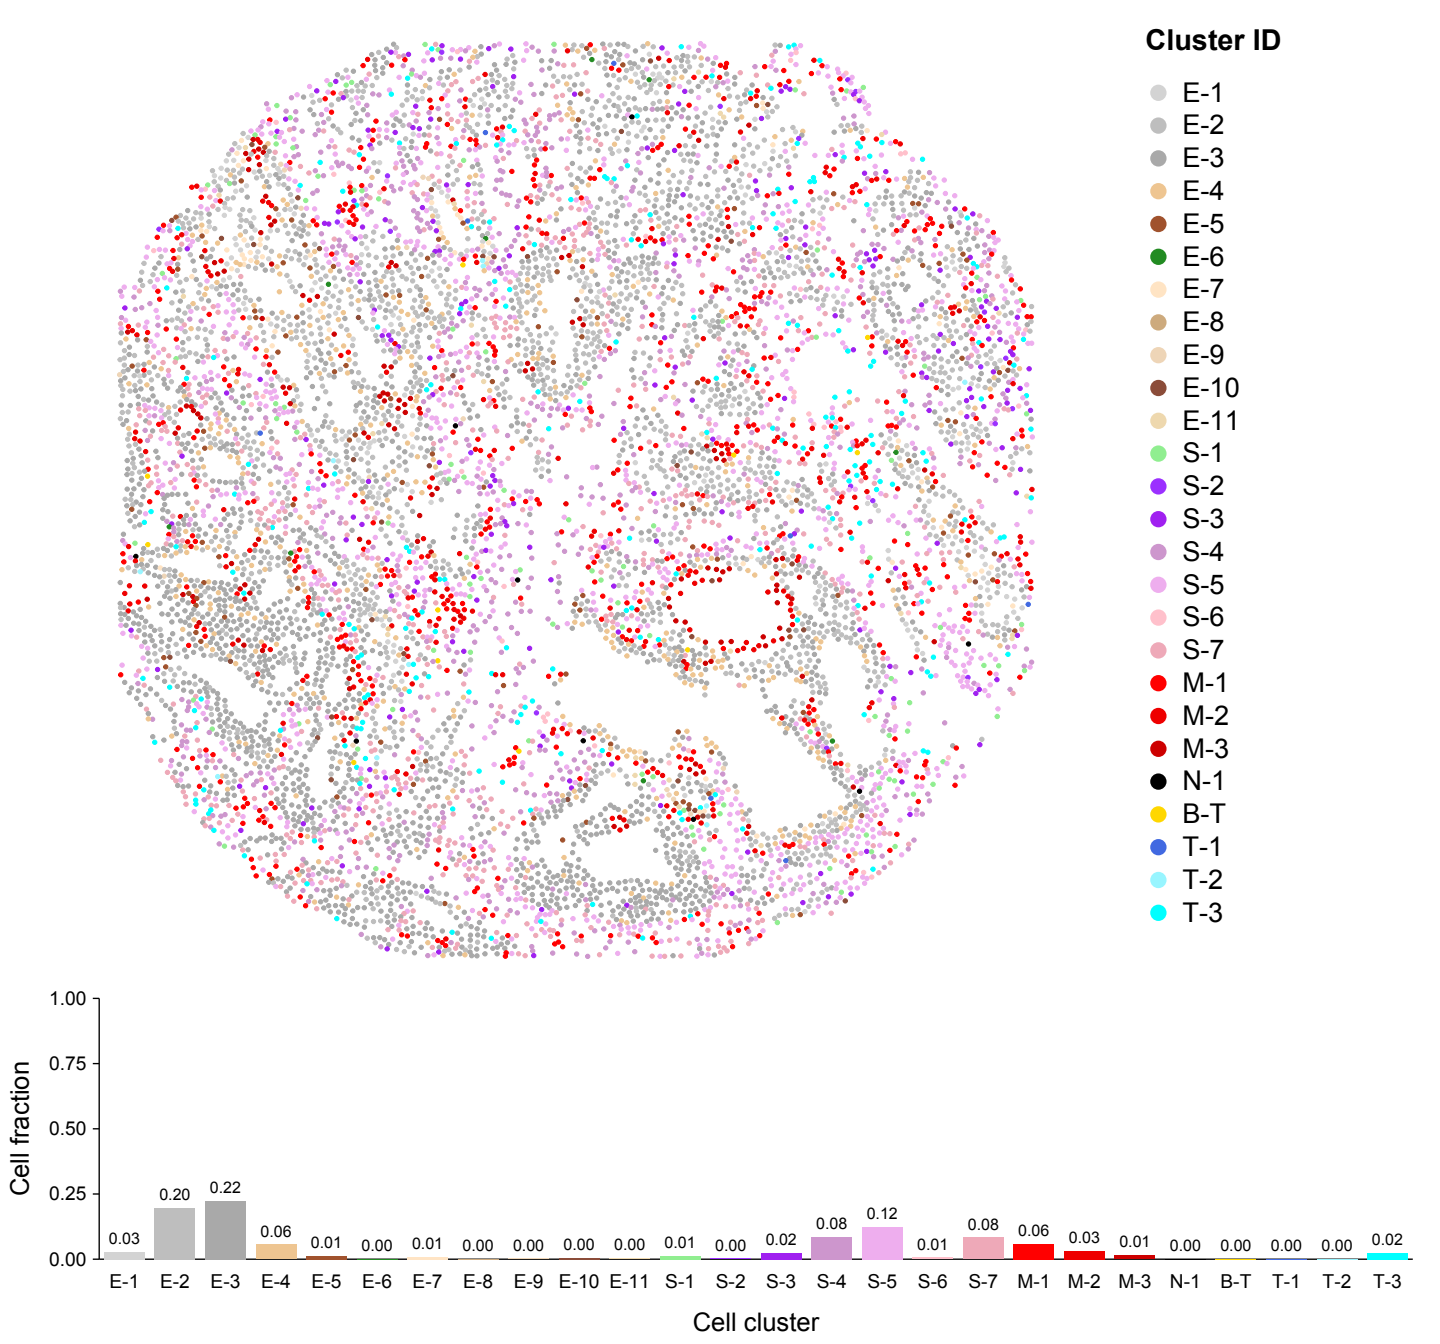 Cluster ID
E-1
E-2
E-3
E-4
E-5
E-6
E-7
E-8
E-9
E-10
E-11
S-1
S-2
S-3
S-4
S-5
S-6
S-7
M-1
M-2
M-3
N-1
B-T
T-1
T-2
T-3
1.00
0.75
0.50
0.25
0.00
Cell fraction
0.03 0.20 0.22 0.06 0.01 0.00 0.01 0.00 0.00 0.00 0.00 0.01 0.00 0.02 0.08 0.12 0.01 0.08 0.06 0.03 0.01 0.00 0.00 0.00 0.00 0.02
E-1 E-2 E-3 E-4 E-5 E-6 E-7 E-8 E-9 E-10 E-11 S-1 S-2 S-3 S-4 S-5 S-6 S-7 M-1 M-2 M-3 N-1 B-T T-1 T-2 T-3
Cell cluster